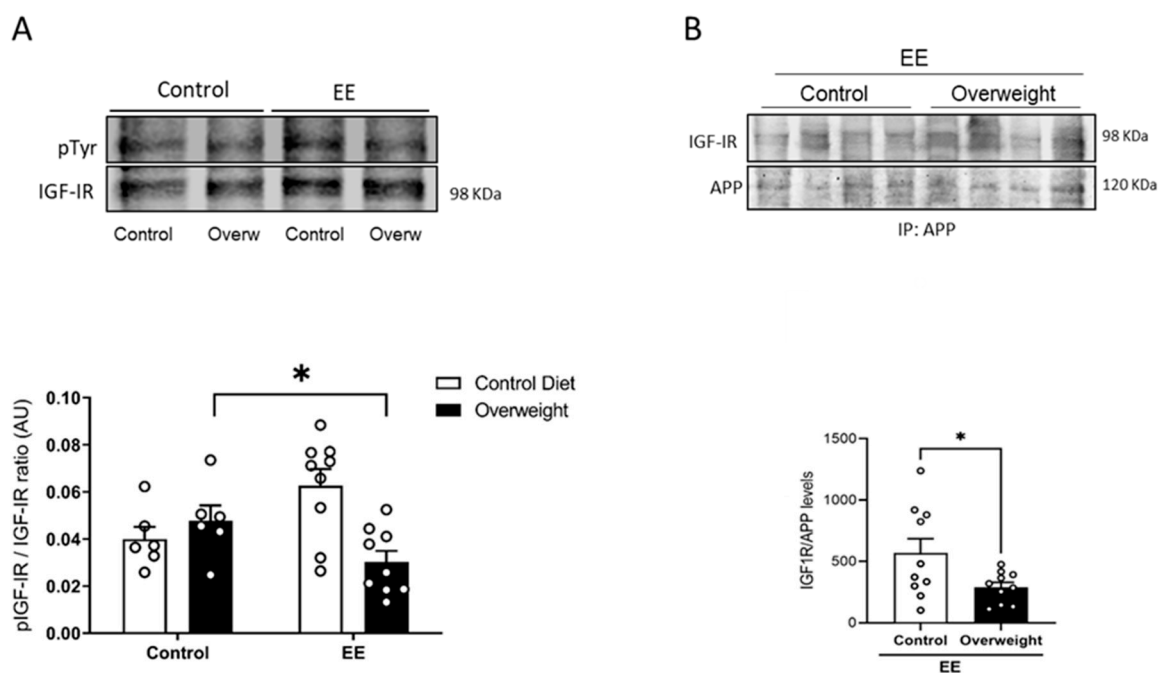 A
Control EE
pTyr
IGF-IR
98 KDa
Control Overw Control Overw
*
Control Diet
Overweight
pIGF-IR / IGF-IR ratio (AU)
0.10
0.08
0.06
0.04
0.02
0.00
Control EE
B
EE
Control Overweight
IGF-IR
98 KDa
APP
120 KDa
IP: APP
*
IGF1R/APP levels
1500
1000
500
0
Control Overweight
EE